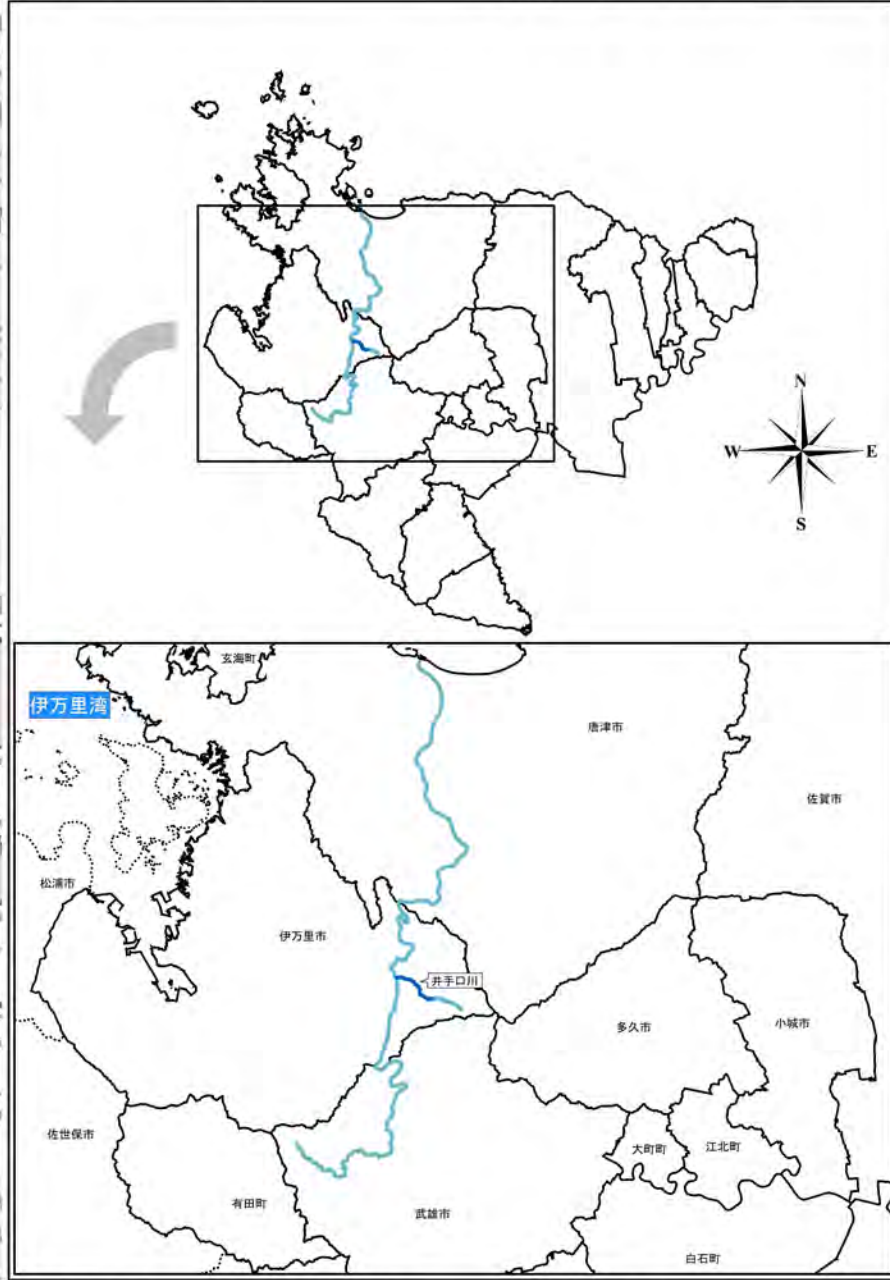 N
W
E
S
玄海町
伊万里湾
唐津市
佐賀市
松浦市
伊万里市
井手口川
多久市
小城市
佐世保市
大町町
江北町
有田町
武雄市
白石町